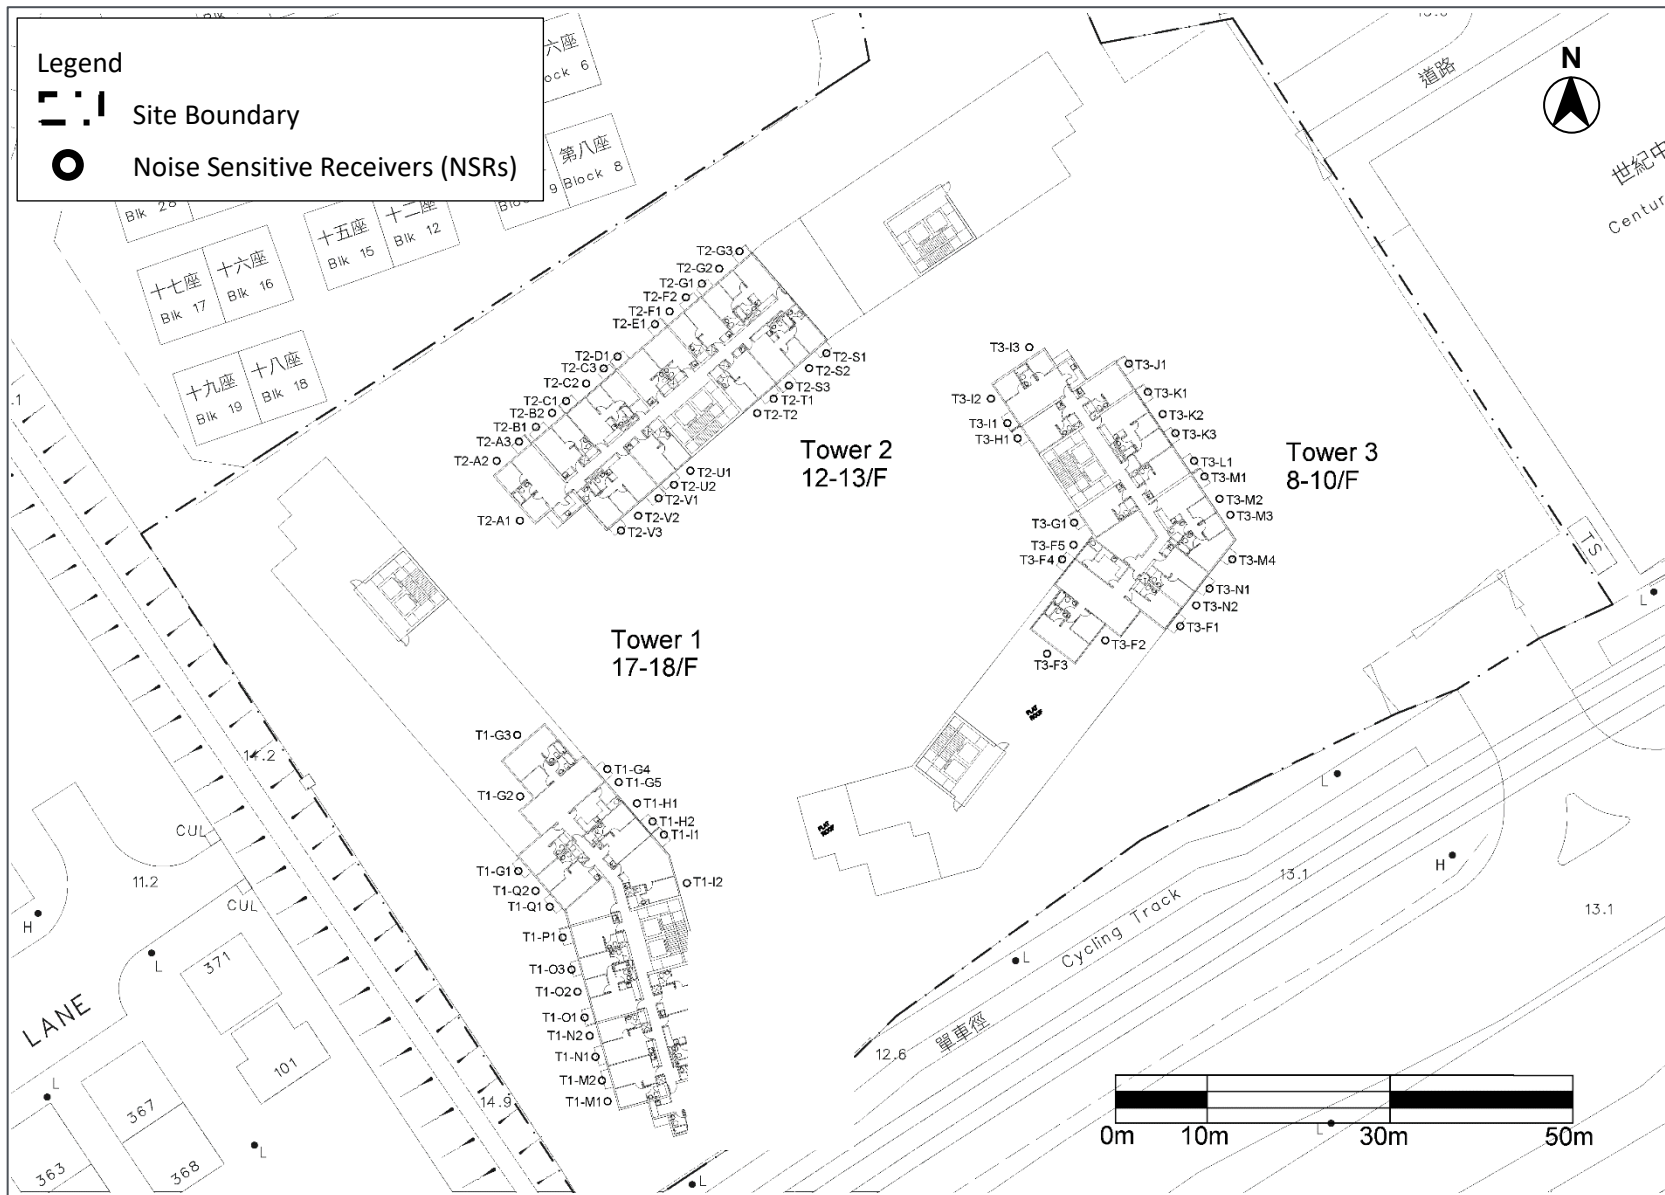 Legend
Site Boundary
Noise Sensitive Receivers (NSRs)
N
六座
ock 6
第八座
Block 8
9
十二座
Blk 12
十五座
Blk 15
Blk 28
十六座
Blk 16
十七座
Blk 17
十八座
Blk 18
十九座
Blk 19
道路
世紀中
Centur
TS
T2-G3
T2-G2
T2-G1
T2-F2
T2-F1
T2-E1
T2-D1
T2-C3
T2-C2
T2-C1
T2-B2
T2-B1
T2-A3
T2-A2
T2-A1
T2-S1
T2-S2
T2-S3
T2-T1
T2-T2
T2-U1
T2-U2
T2-V1
T2-V2
T2-V3
Tower 2
12-13/F
T3-I3
T3-I2
T3-I1
T3-H1
T3-J1
T3-K1
T3-K2
T3-K3
T3-L1
T3-M1
T3-M2
T3-M3
T3-M4
T3-N1
T3-N2
T3-F1
T3-F2
T3-F3
T3-G1
T3-F5
T3-F4
Tower 3
8-10/F
Tower 1
17-18/F
T1-G3
T1-G4
T1-G5
T1-G2
T1-H1
T1-H2
T1-I1
T1-I2
T1-G1
T1-Q2
T1-Q1
T1-P1
T1-O3
T1-O2
T1-O1
T1-N2
T1-N1
T1-M2
T1-M1
FLAT
ROOF
FLAT
ROOF
14.2
CUL
11.2
CUL
H
L
LANE
371
101
367
368
363
14.9
L
L
L
L
L
L
L
H
13.1
13.1
12.6
Cycling Track
單車徑
0m
10m
30m
50m